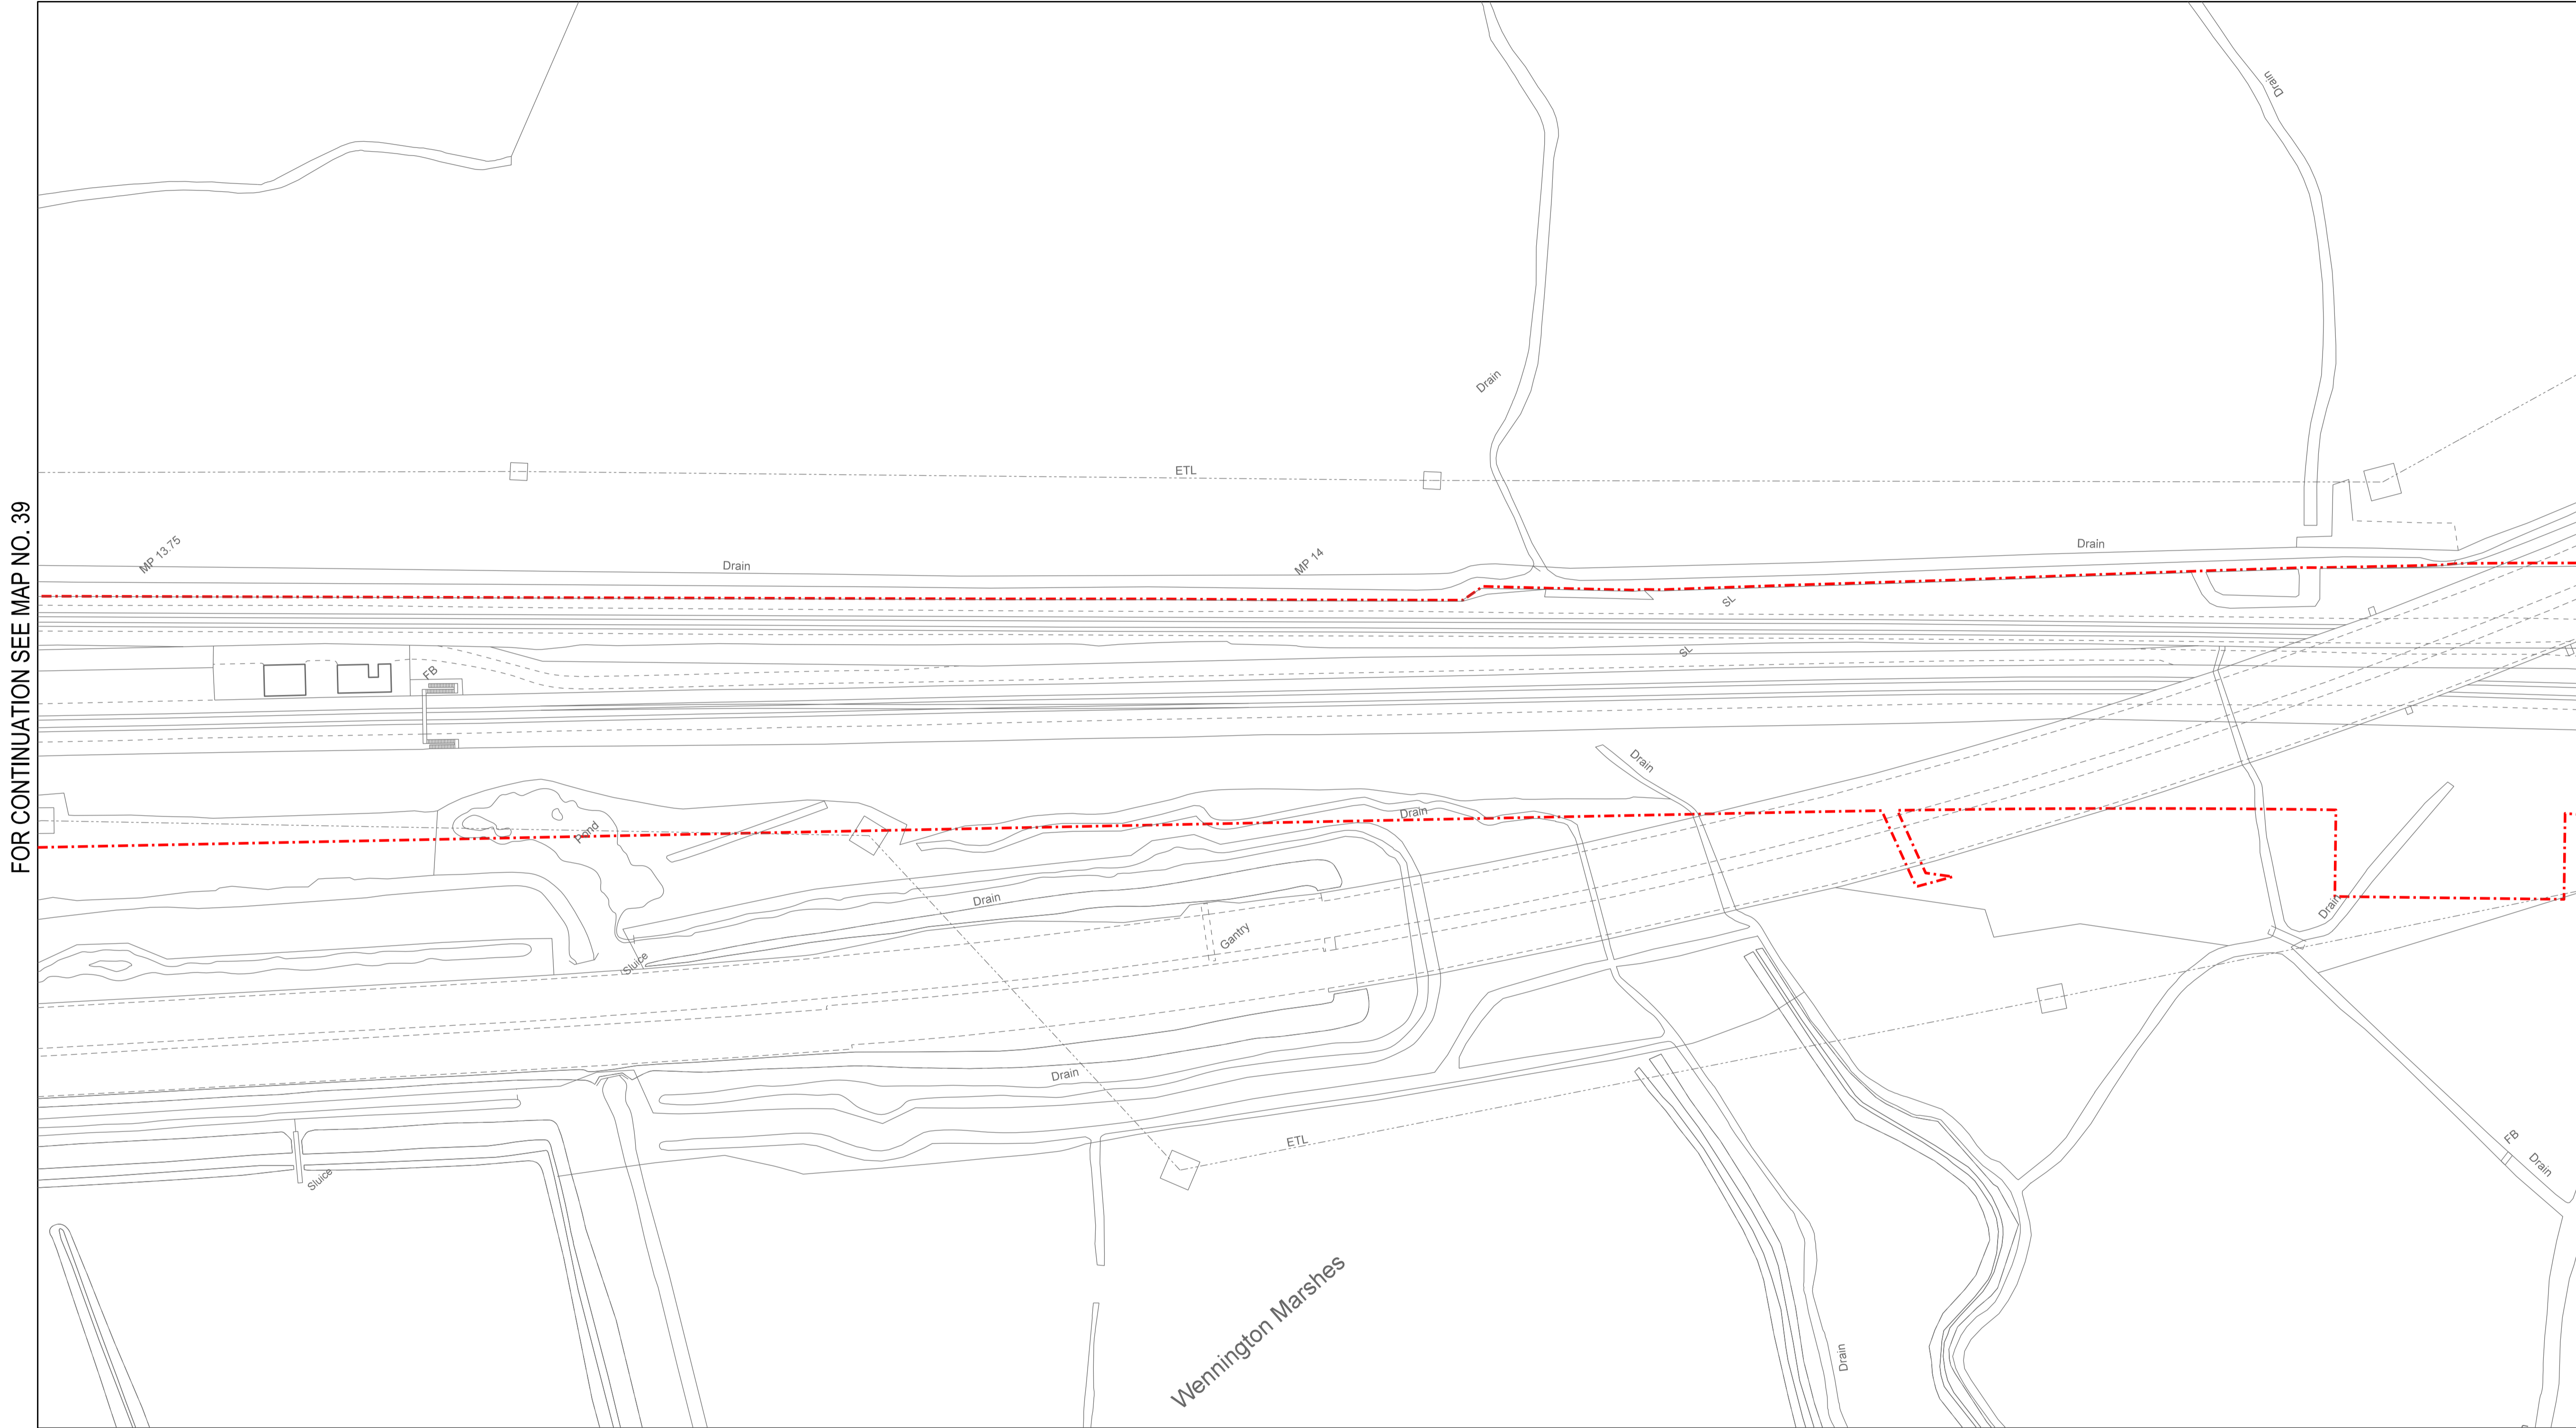 Drain
Drain
ETL
FOR CONTINUATION SEE MAP NO. 39
MP 13.75
Drain
MP 14
Drain
SL
SL
FB
Drain
Pond
Drain
Drain
Drain
Gantry
Sluice
Drain
ETL
Sluice
FB
Drain
Wennington Marshes
Drain